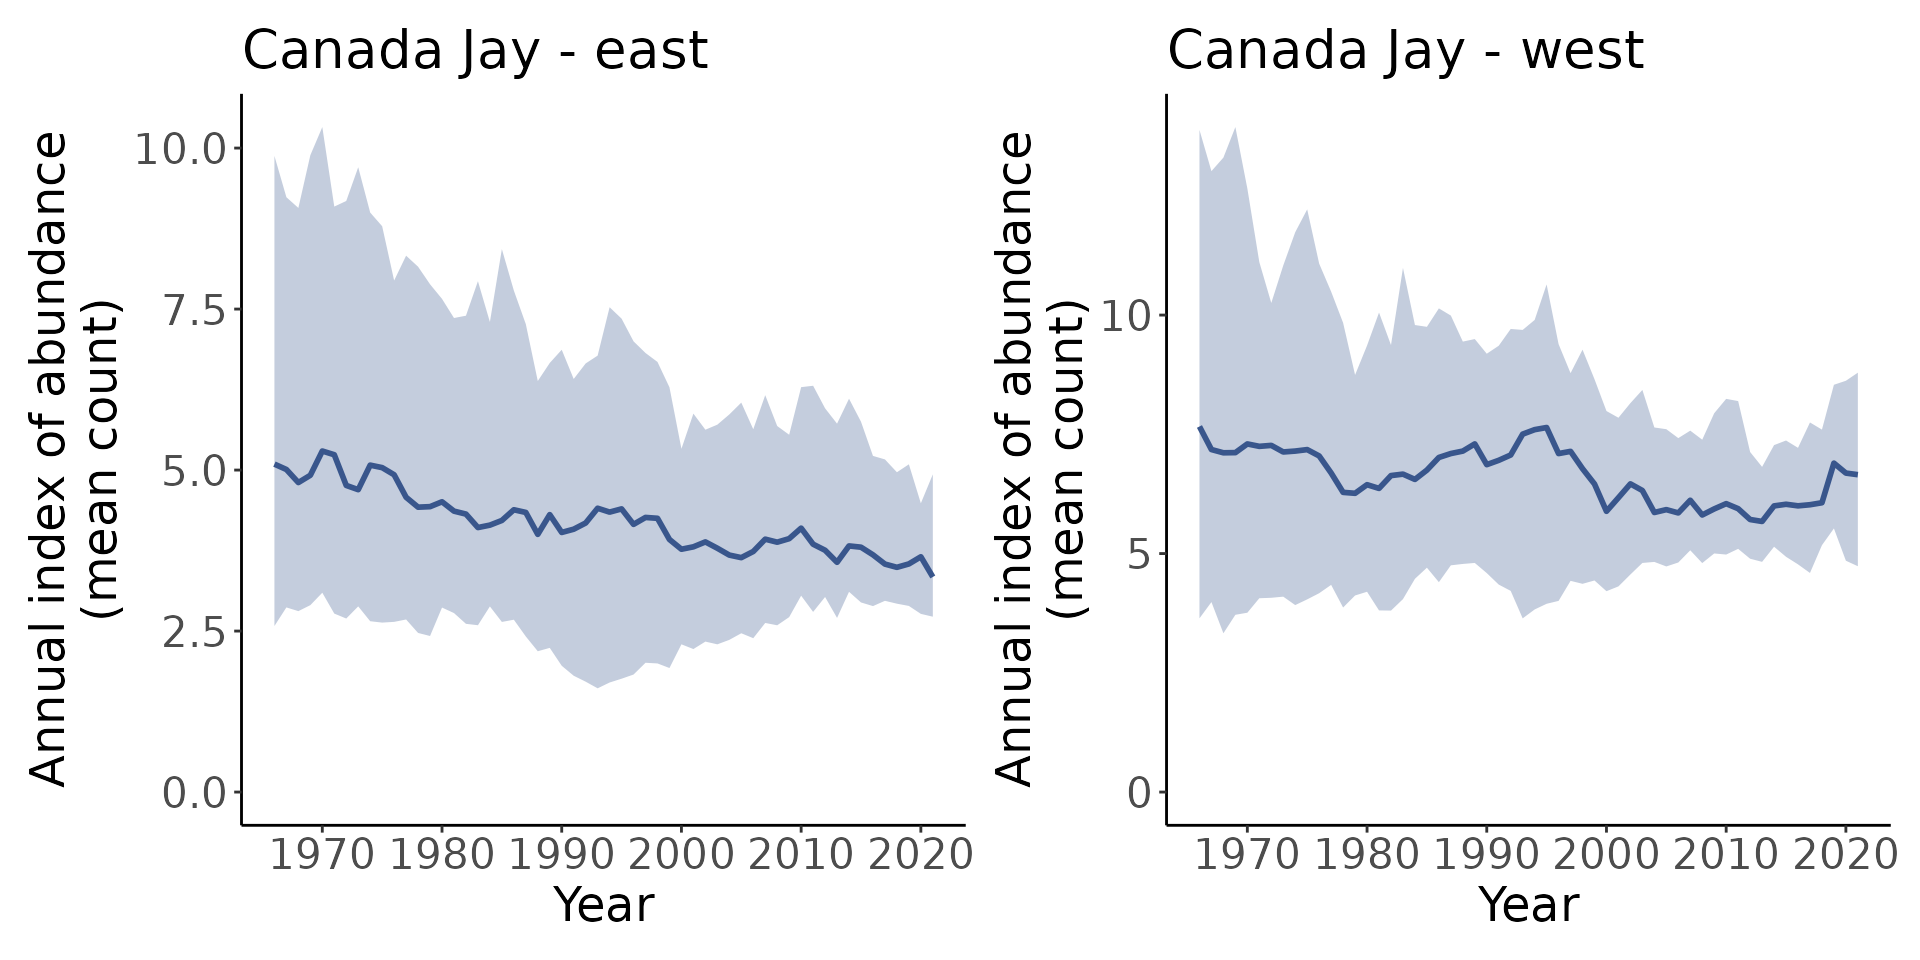 Canada Jay - east
Annual index of abundance
(mean count)
10.0
7.5
5.0
2.5
0.0
1970 1980 1990 2000 2010 2020
Year
Canada Jay - west
Annual index of abundance
(mean count)
10
5
0
1970 1980 1990 2000 2010 2020
Year